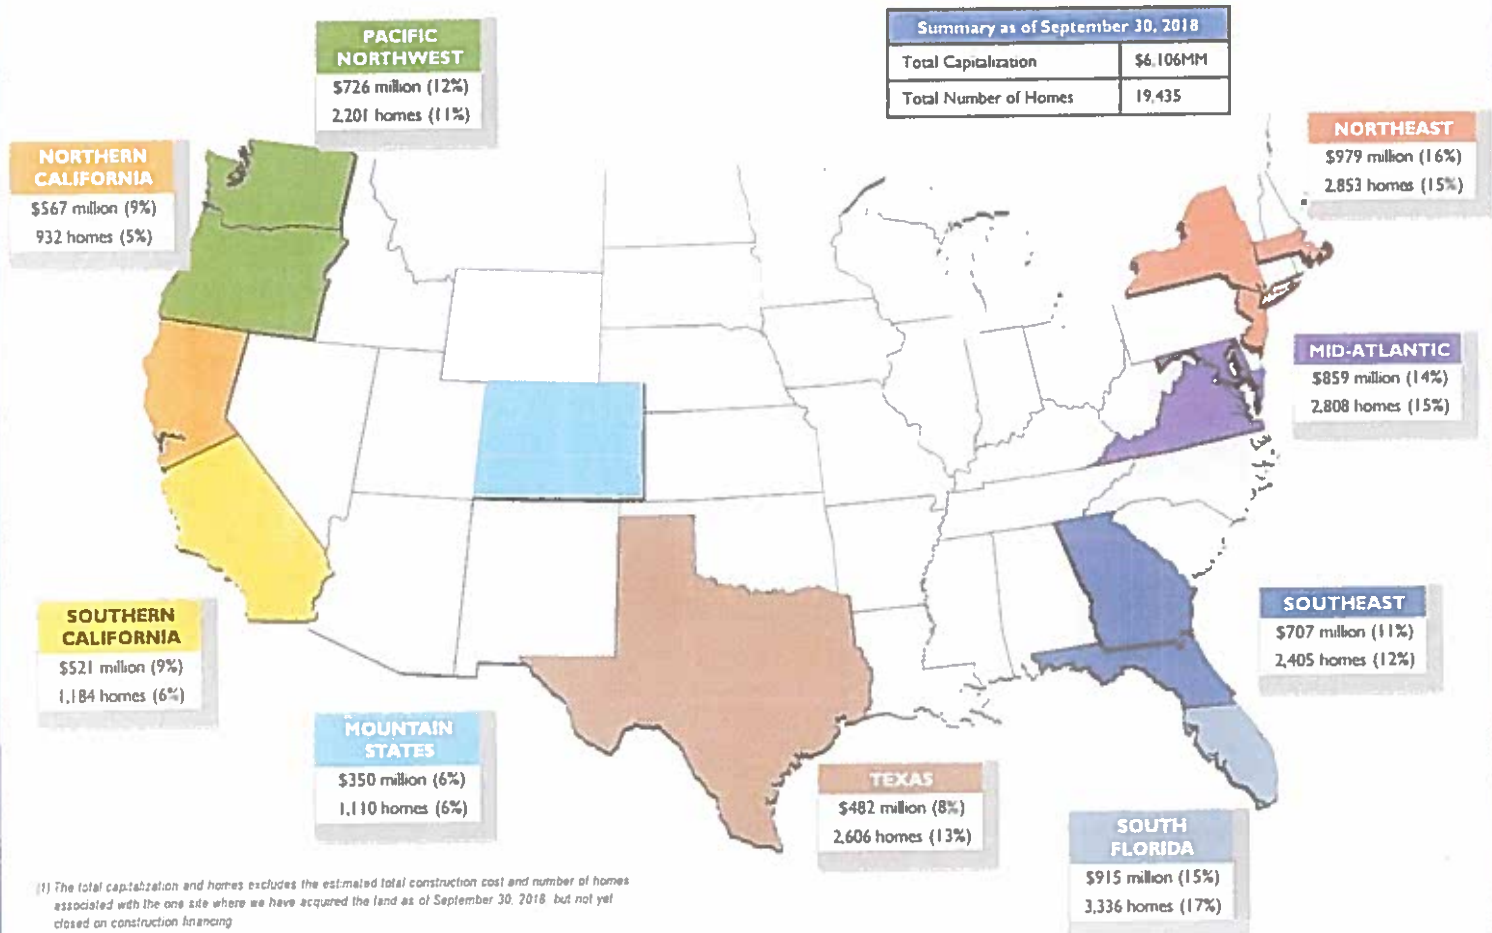 PACIFIC
NORTHWEST
$726 million (12%)
2,201 homes (11%)
Summary as of September 30, 2018
Total Capitalization $6,106MM
Total Number of Homes 19,435
NORTHERN
CALIFORNIA
$567 million (9%)
932 homes (5%)
NORTHEAST
$979 million (16%)
2,853 homes (15%)
MID-ATLANTIC
$859 million (14%)
2,808 homes (15%)
SOUTHERN
CALIFORNIA
$521 million (9%)
1,184 homes (6%)
SOUTHEAST
$707 million (11%)
2,405 homes (12%)
MOUNTAIN
STATES
$350 million (6%)
1,110 homes (6%)
TEXAS
$482 million (8%)
2,606 homes (13%)
SOUTH
FLORIDA
$915 million (15%)
3,336 homes (17%)
(1) The total capitalization and homes excludes the estimated total construction cost and number of homes
associated with the one site where we have acquired the land as of September 30, 2018 but not yet
closed on construction financing